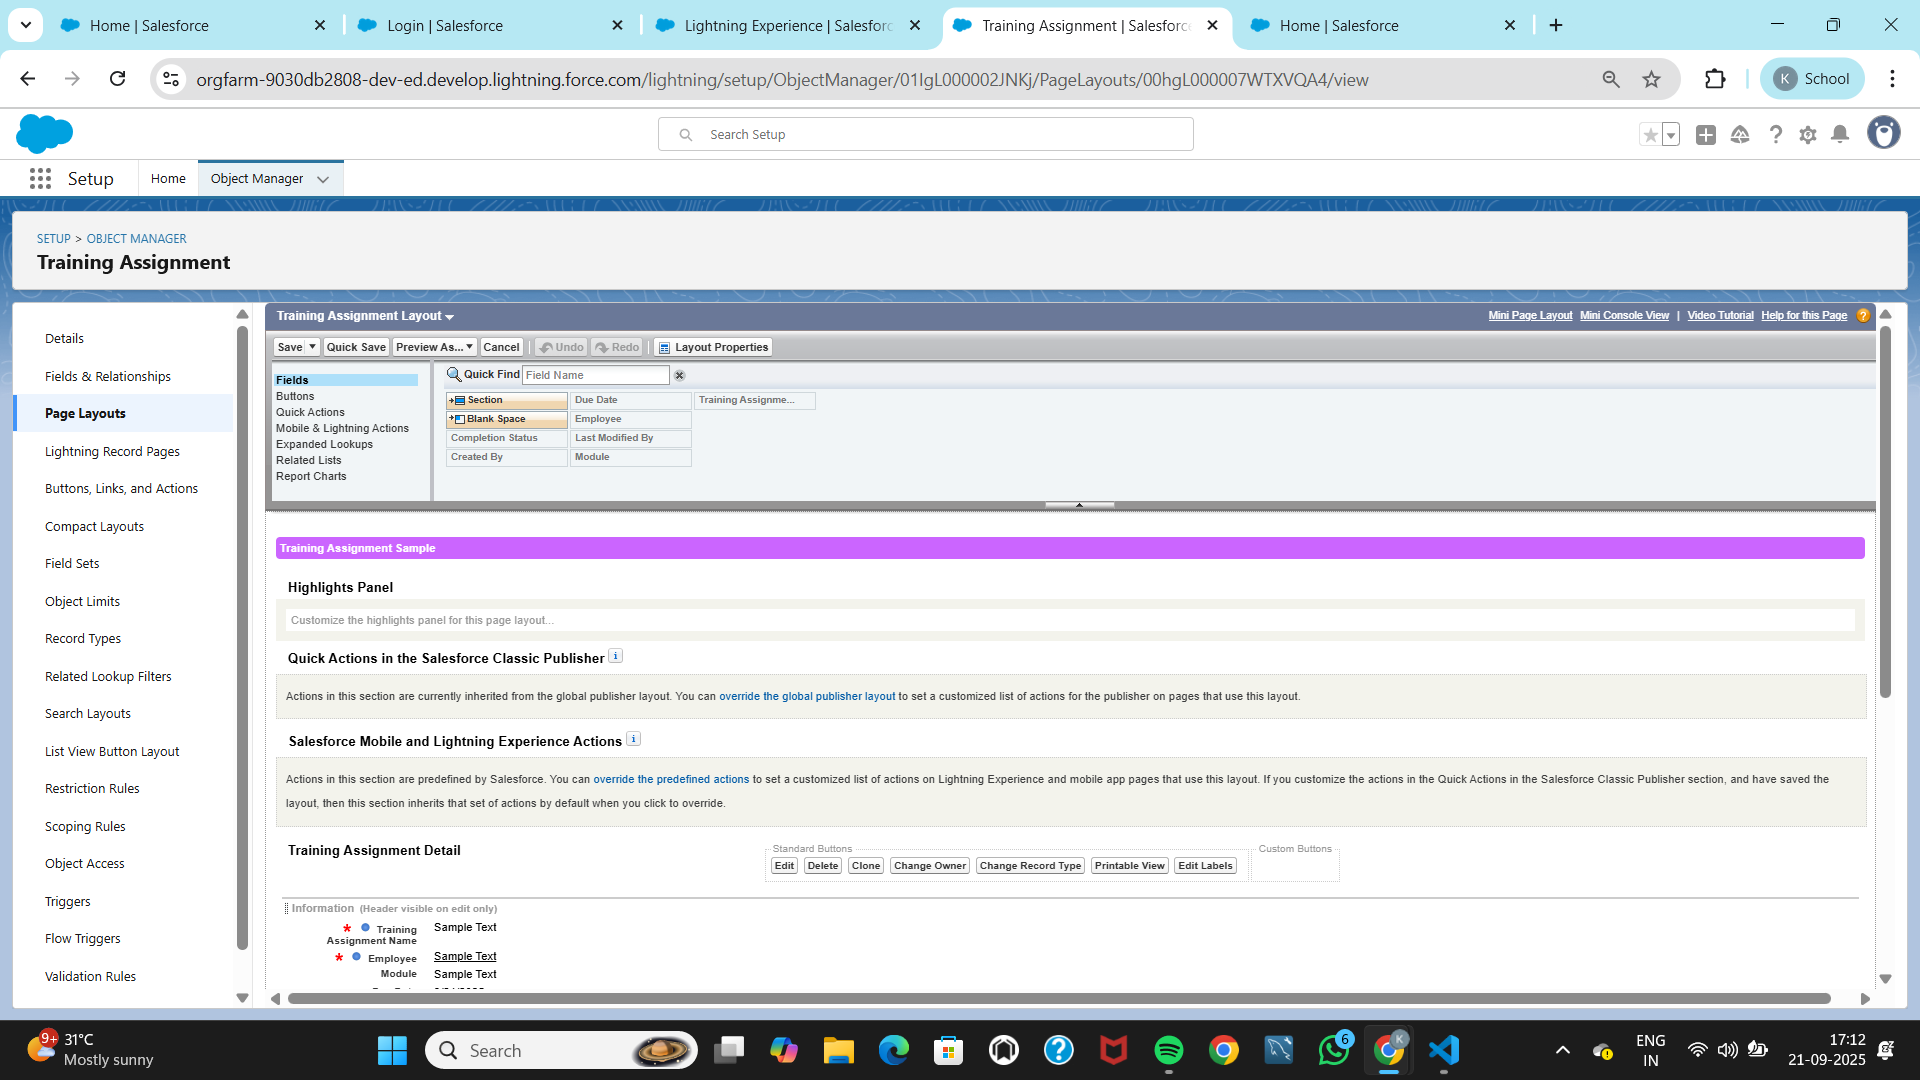 Home | Salesforce
Login | Salesforce
Lightning Experience | Salesforc
Training Assignment | Salesforce
Home | Salesforce
orgfarm-9030db2808-dev-ed.develop.lightning.force.com/lightning/setup/ObjectManager/01IgL000002JNKj/PageLayouts/00hgL000007WTXVQA4/view
K School
Search Setup
Setup
Home
Object Manager
SETUP > OBJECT MANAGER
Training Assignment
Details
Fields & Relationships
Page Layouts
Lightning Record Pages
Buttons, Links, and Actions
Compact Layouts
Field Sets
Object Limits
Record Types
Related Lookup Filters
Search Layouts
List View Button Layout
Restriction Rules
Scoping Rules
Object Access
Triggers
Flow Triggers
Validation Rules
Training Assignment Layout
Mini Page Layout Mini Console View | Video Tutorial Help for this Page ?
Save Quick Save Preview As... Cancel Undo Redo Layout Properties
Fields
Buttons
Quick Actions
Mobile & Lightning Actions
Expanded Lookups
Related Lists
Report Charts
Quick Find Field Name
Section Due Date Training Assignme...
Blank Space Employee
Completion Status Last Modified By
Created By Module
Training Assignment Sample
Highlights Panel
Customize the highlights panel for this page layout...
Quick Actions in the Salesforce Classic Publisher i
Actions in this section are currently inherited from the global publisher layout. You can override the global publisher layout to set a customized list of actions for the publisher on pages that use this layout.
Salesforce Mobile and Lightning Experience Actions i
Actions in this section are predefined by Salesforce. You can override the predefined actions to set a customized list of actions on Lightning Experience and mobile app pages that use this layout. If you customize the actions in the Quick Actions in the Salesforce Classic Publisher section, and have saved the
layout, then this section inherits that set of actions by default when you click to override.
Training Assignment Detail
Standard Buttons
Edit Delete Clone Change Owner Change Record Type Printable View Edit Labels
Custom Buttons
Information (Header visible on edit only)
* Training Assignment Name Sample Text
* Employee Sample Text
Module Sample Text
9+
31°C
Mostly sunny
Search
6
K
ENG
IN
17:12
21-09-2025